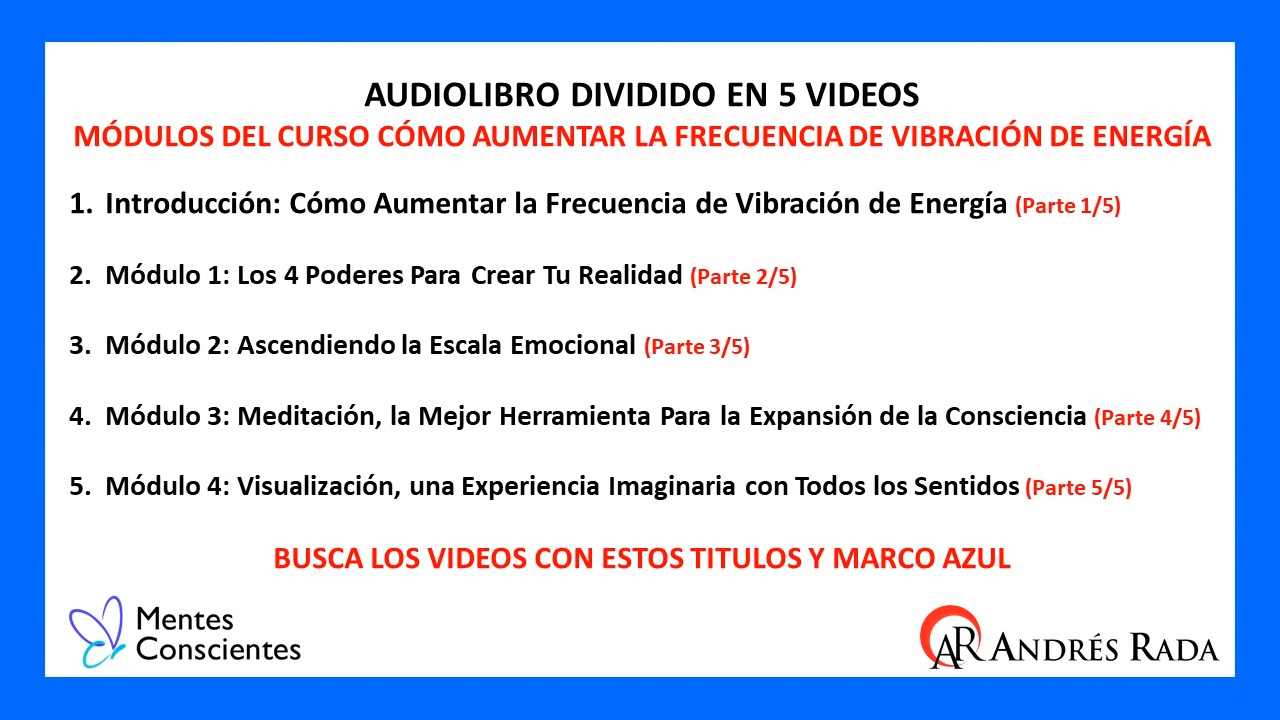 AUDIOLIBRO DIVIDIDO EN 5 VIDEOS
MÓDULOS DEL CURSO CÓMO AUMENTAR LA FRECUENCIA DE VIBRACIÓN DE ENERGÍA
1. Introducción: Cómo Aumentar la Frecuencia de Vibración de Energía (Parte 1/5)
2. Módulo 1: Los 4 Poderes Para Crear Tu Realidad (Parte 2/5)
3. Módulo 2: Ascendiendo la Escala Emocional (Parte 3/5)
4. Módulo 3: Meditación, la Mejor Herramienta Para la Expansión de la Consciencia (Parte 4/5)
5. Módulo 4: Visualización, una Experiencia Imaginaria con Todos los Sentidos (Parte 5/5)
BUSCA LOS VIDEOS CON ESTOS TITULOS Y MARCO AZUL
Mentes
Conscientes
AR ANDRÉS RADA